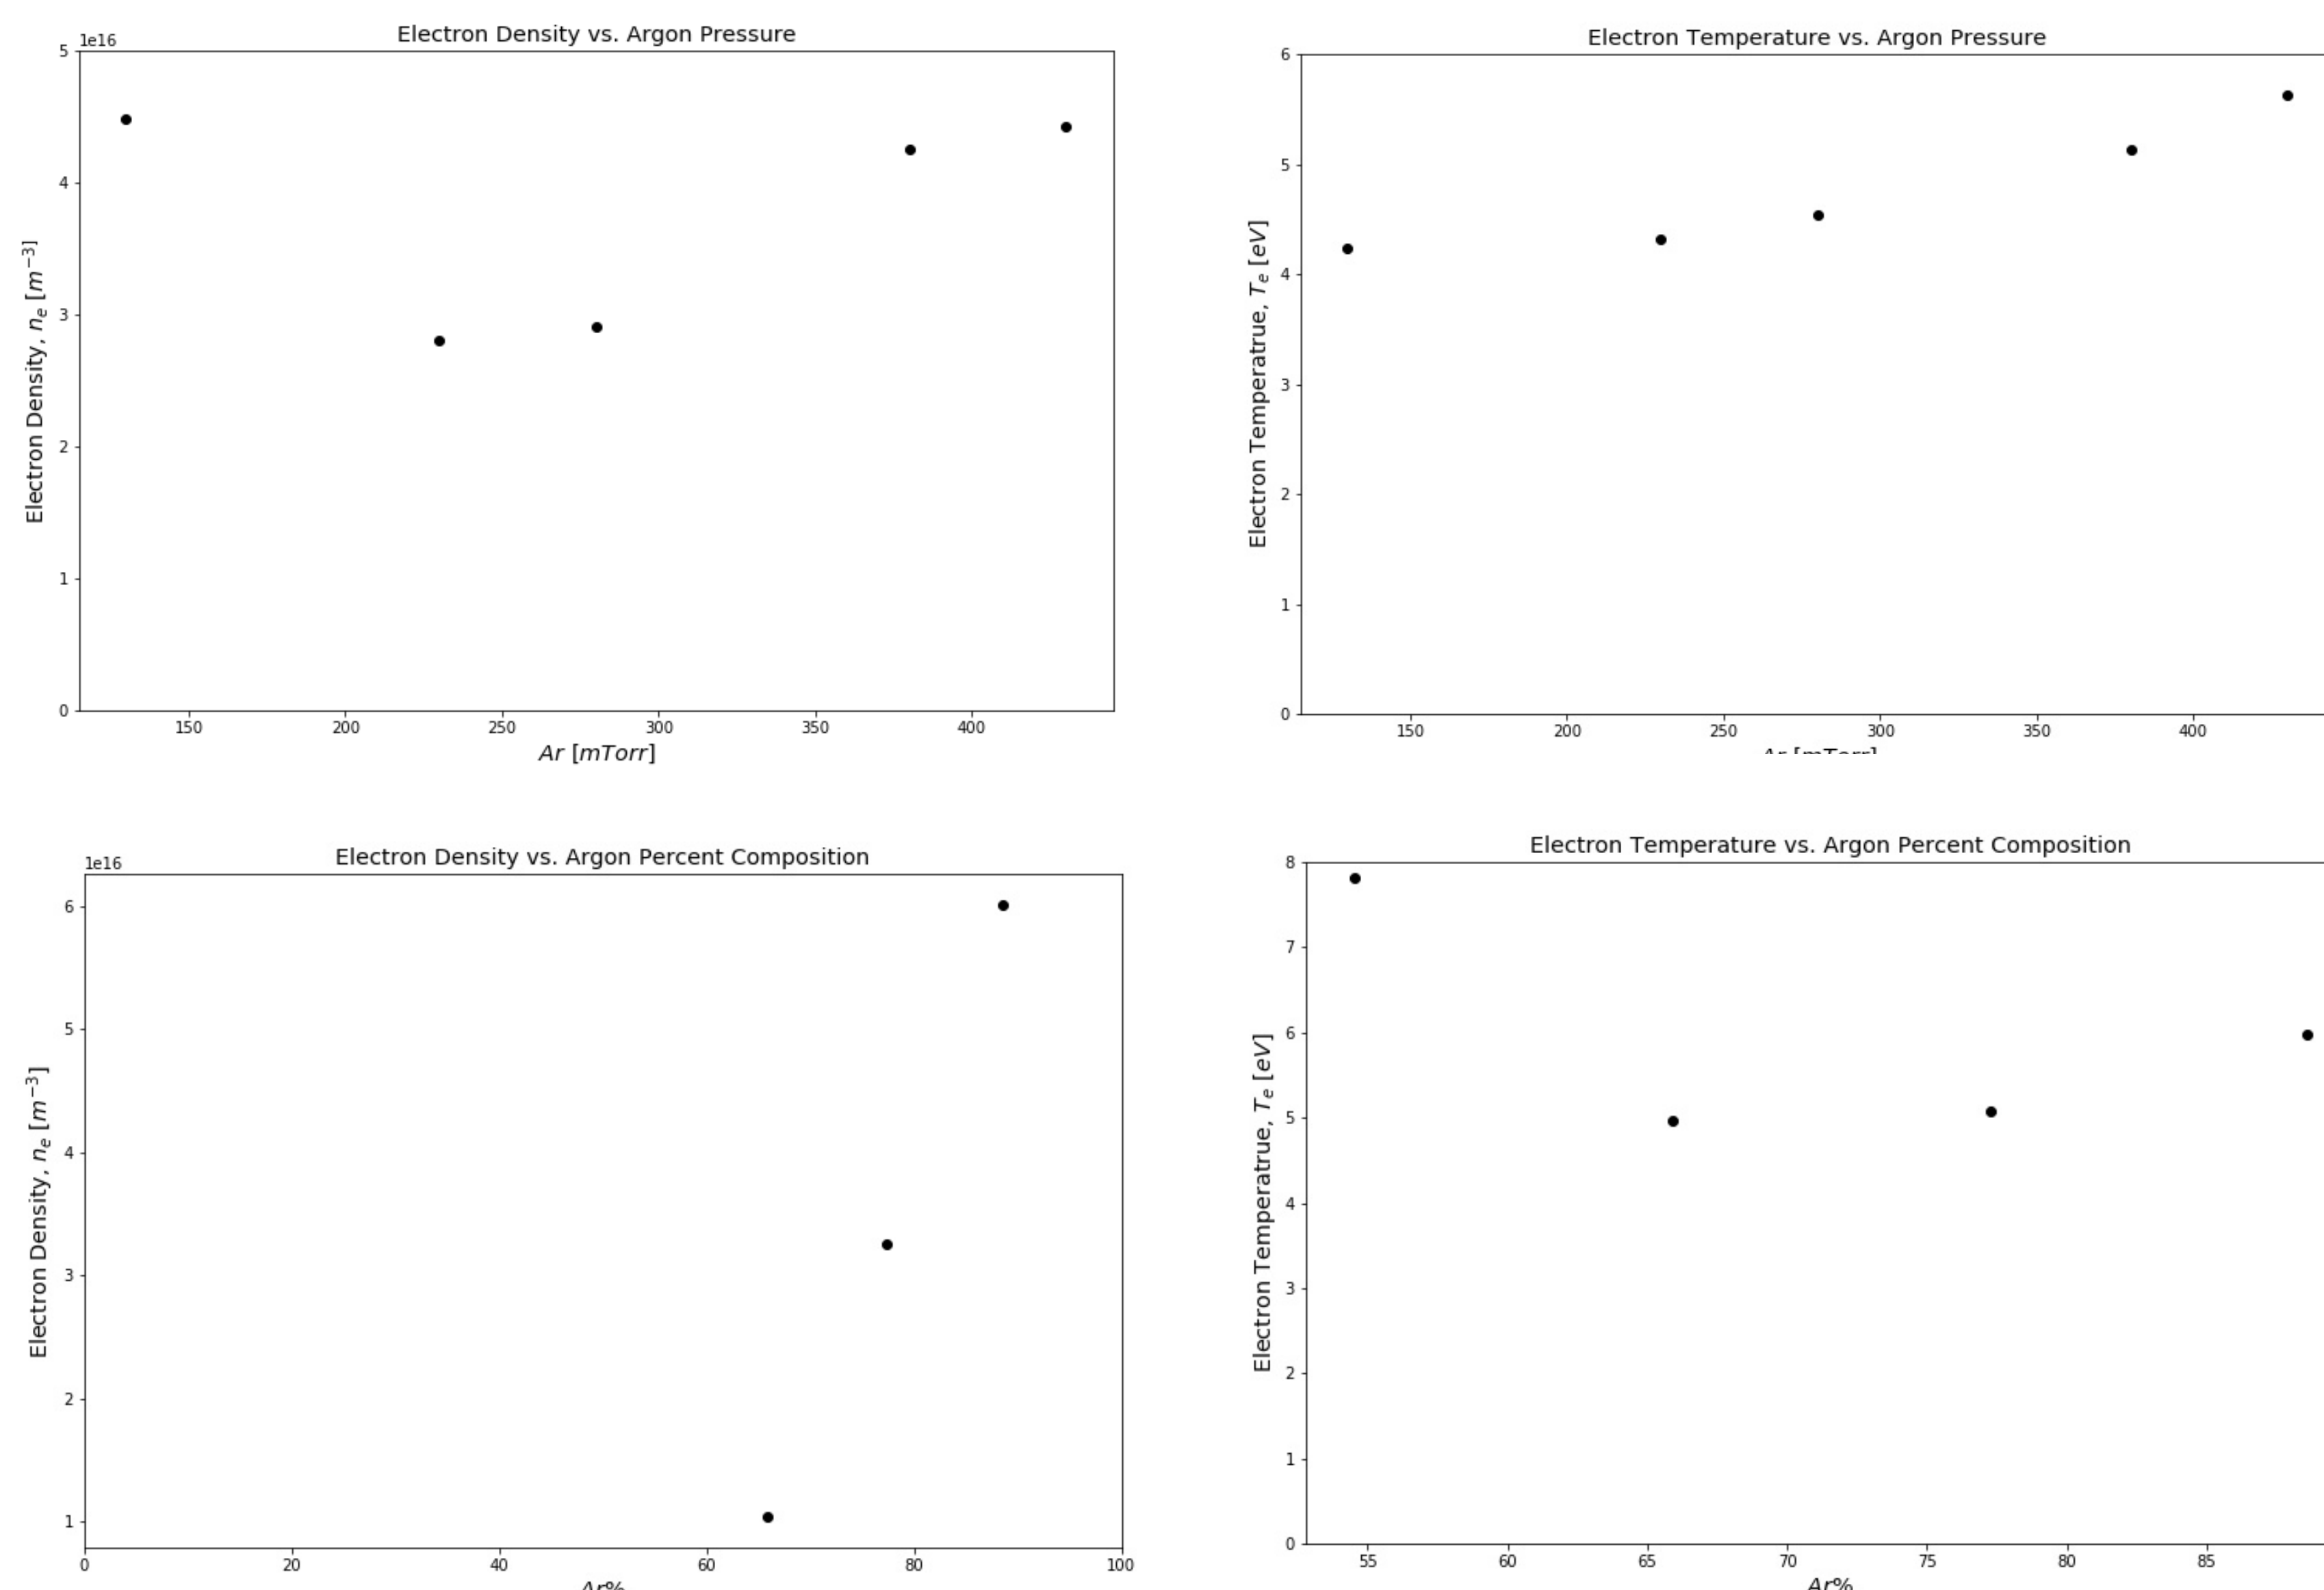 Electron Density vs. Argon Pressure
1e16
5
4
3
2
1
0
Electron Density, n_e [m^{-3}]
150 200 250 300 350 400
Ar [mTorr]
Electron Temperature vs. Argon Pressure
6
5
4
3
2
1
0
Electron Temperatrue, T_e [eV]
150 200 250 300 350 400
Ar [mTorr]
Electron Density vs. Argon Percent Composition
1e16
6
5
4
3
2
1
Electron Density, n_e [m^{-3}]
0 20 40 60 80 100
Ar%
Electron Temperature vs. Argon Percent Composition
8
7
6
5
4
3
2
1
0
Electron Temperatrue, T_e [eV]
55 60 65 70 75 80 85
Ar%